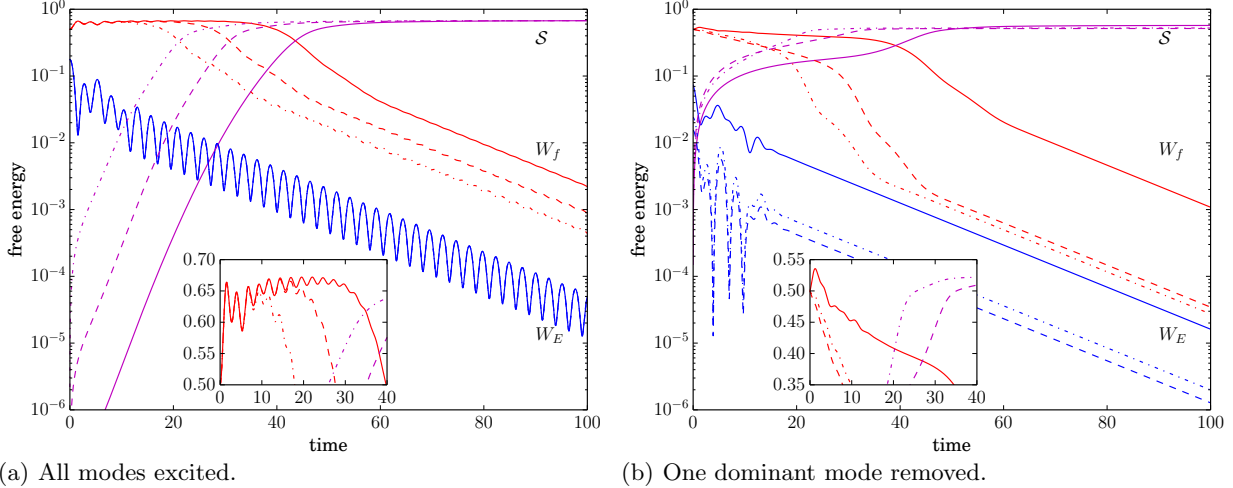 10^0
10^-1
10^-2
10^-3
10^-4
10^-5
10^-6
free energy
0 20 40 60 80 100
time
S
W_f
W_E
0.70
0.65
0.60
0.55
0.50
0 10 20 30 40
(a) All modes excited.
10^0
10^-1
10^-2
10^-3
10^-4
10^-5
10^-6
free energy
0 20 40 60 80 100
time
S
W_f
W_E
0.55
0.50
0.45
0.40
0.35
0 10 20 30 40
(b) One dominant mode removed.